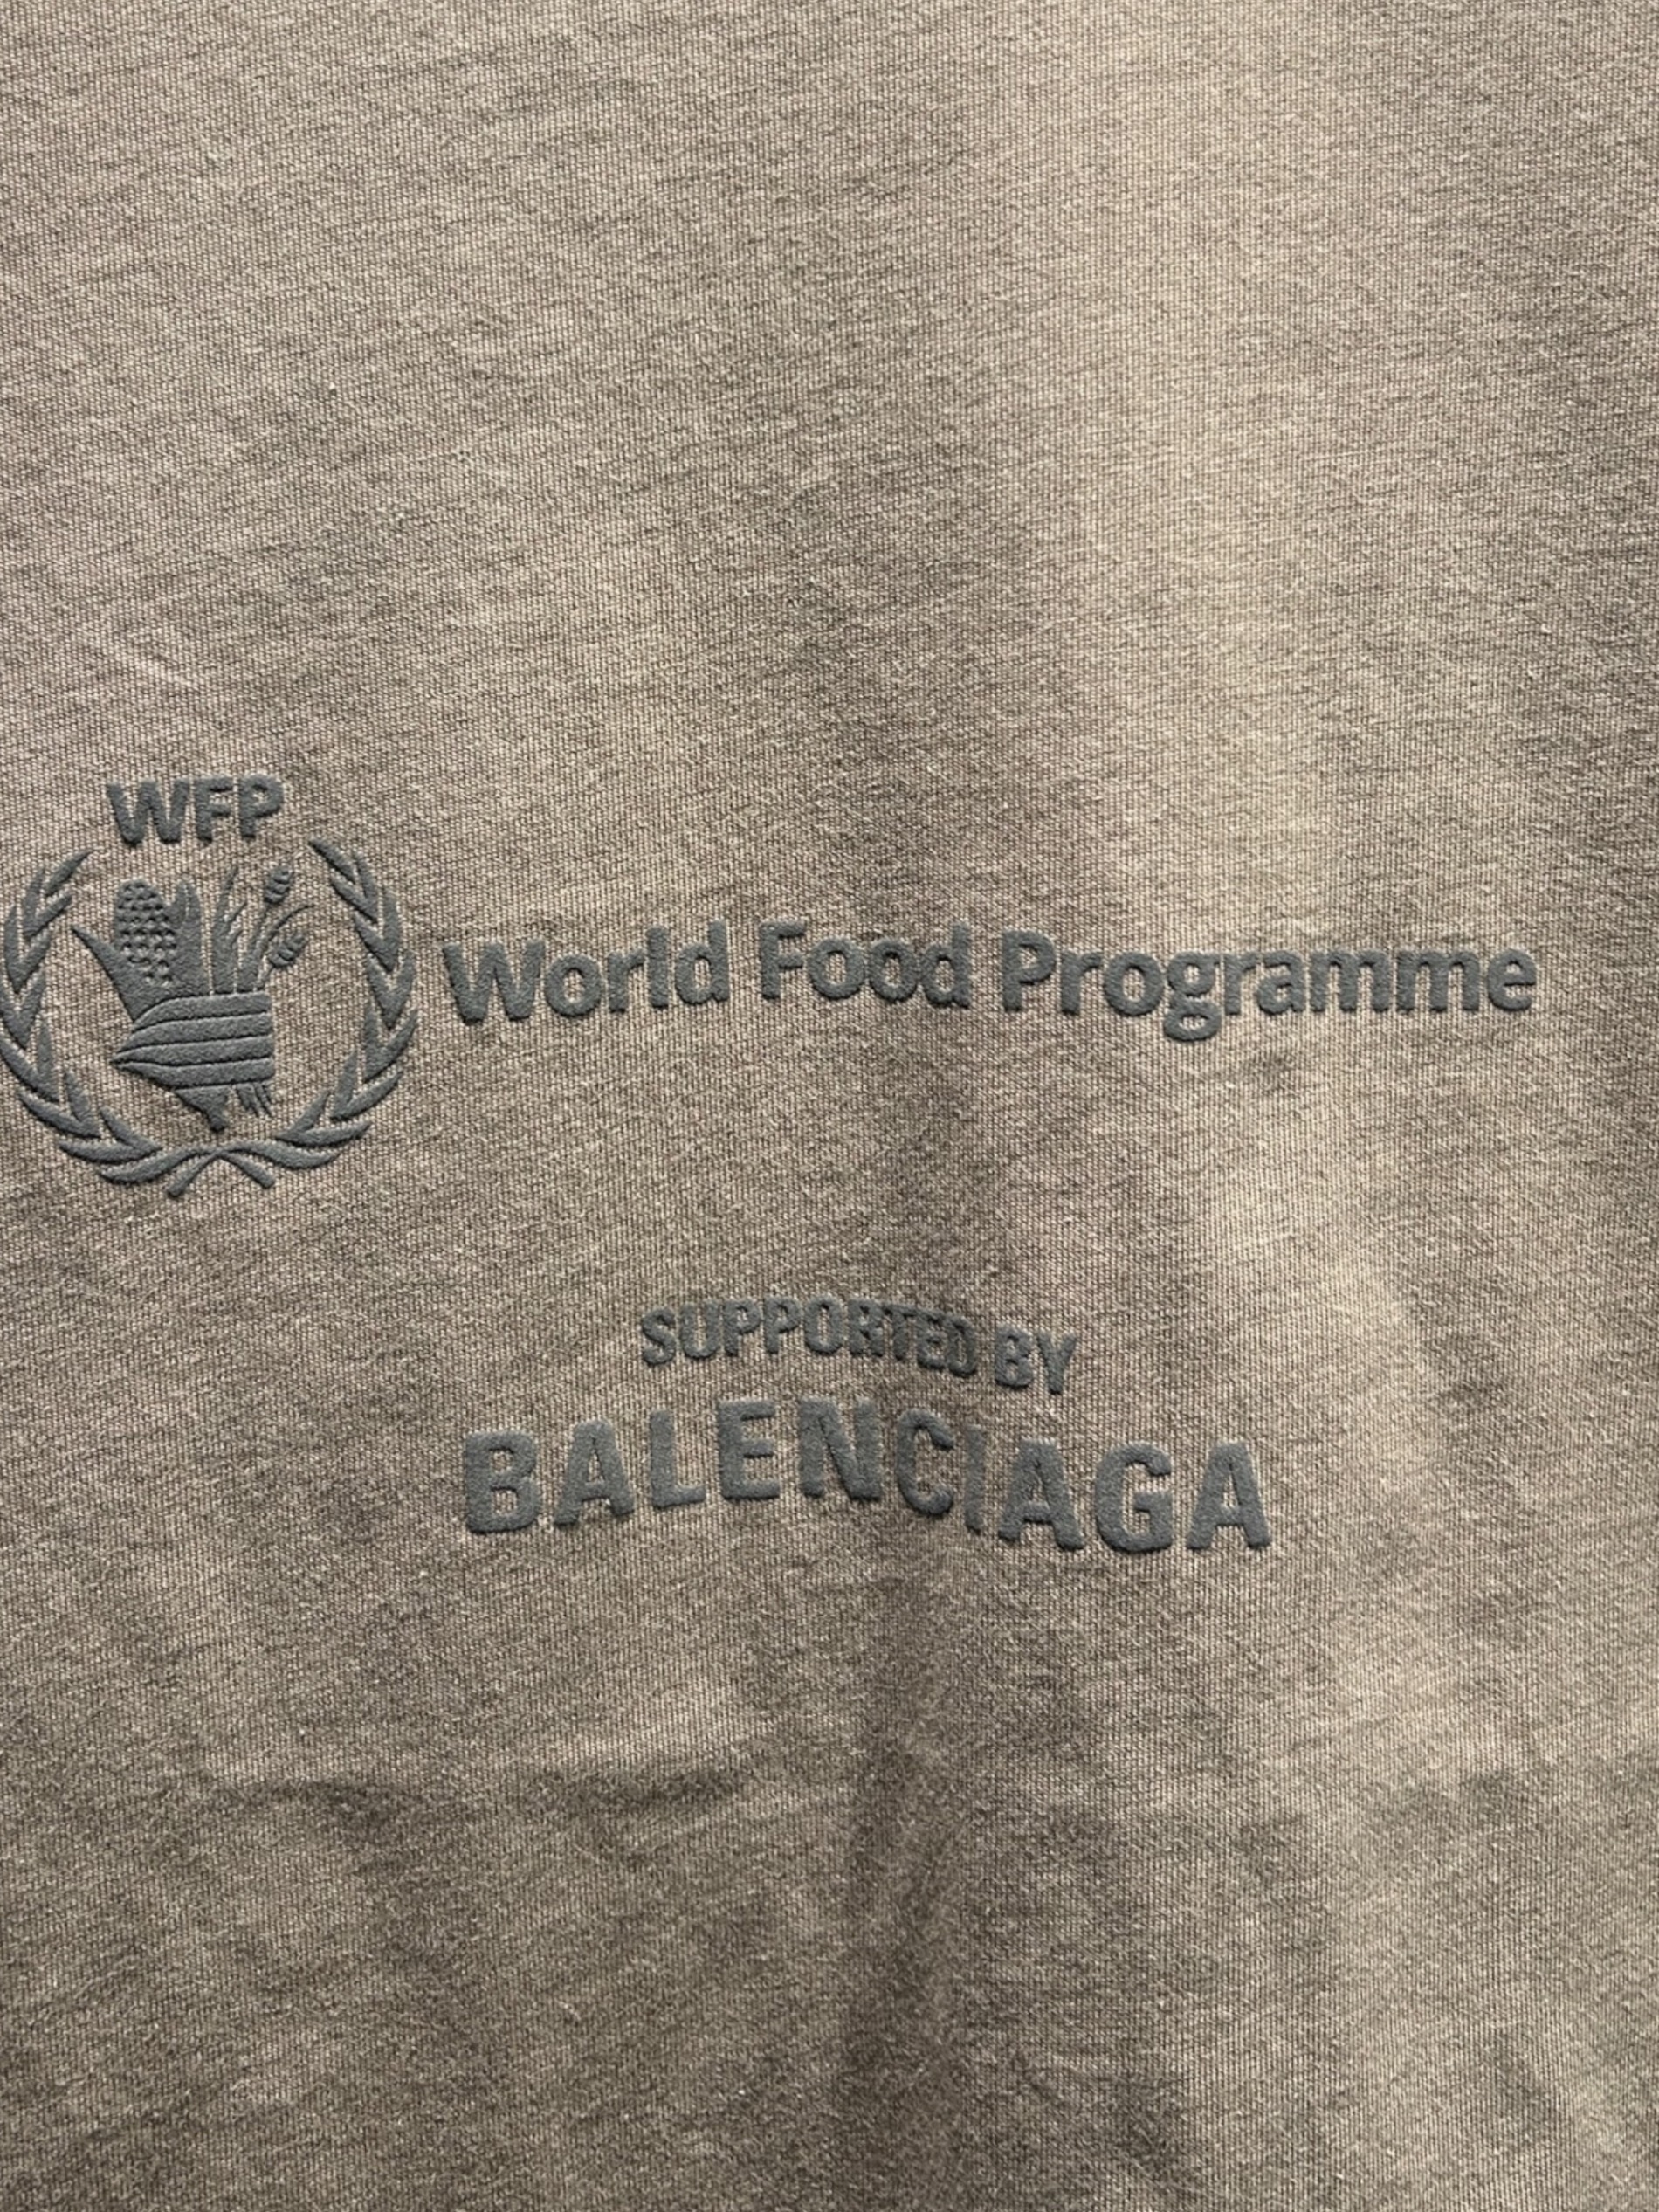 WFP
World Food Programme
SUPPORTED BY
BALENCIAGA